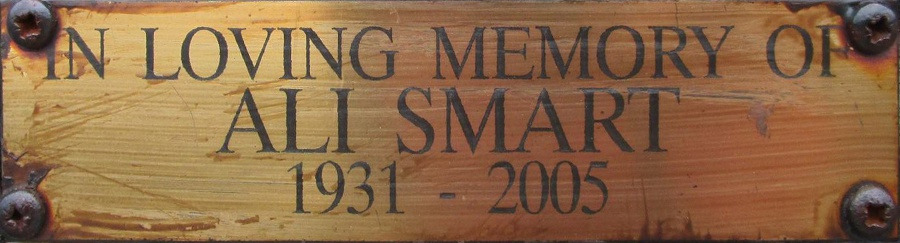 IN LOVING MEMORY OF
ALI SMART
1931 - 2005